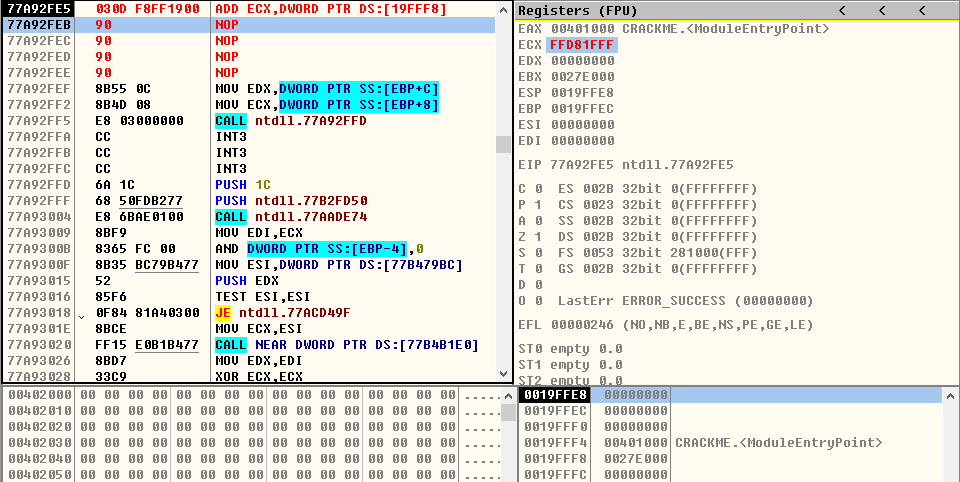 77A92FE5 030D F8FF1900 ADD ECX,DWORD PTR DS:[19FFF8]
77A92FEB 90 NOP
77A92FEC 90 NOP
77A92FED 90 NOP
77A92FEE 90 NOP
77A92FEF 8B55 0C MOV EDX,DWORD PTR SS:[EBP+C]
77A92FF2 8B4D 08 MOV ECX,DWORD PTR SS:[EBP+8]
77A92FF5 E8 03000000 CALL ntdll.77A92FFD
77A92FFA CC INT3
77A92FFB CC INT3
77A92FFC CC INT3
77A92FFD 6A 1C PUSH 1C
77A92FFF 68 50FDB277 PUSH ntdll.77B2FD50
77A93004 E8 6BAE0100 CALL ntdll.77AADE74
77A93009 8BF9 MOV EDI,ECX
77A9300B 8365 FC 00 AND DWORD PTR SS:[EBP-4],0
77A9300F 8B35 BC79B477 MOV ESI,DWORD PTR DS:[77B479BC]
77A93015 52 PUSH EDX
77A93016 85F6 TEST ESI,ESI
77A93018 0F84 81A40300 JE ntdll.77ACD49F
77A9301E 8BCE MOV ECX,ESI
77A93020 FF15 E0B1B477 CALL NEAR DWORD PTR DS:[77B4B1E0]
77A93026 8BD7 MOV EDX,EDI
77A93028 33C9 XOR ECX,ECX
Registers (FPU) < < <
EAX 00401000 CRACKME.<ModuleEntryPoint>
ECX FFD81FFF
EDX 00000000
EBX 0027E000
ESP 0019FFE8
EBP 0019FFEC
ESI 00000000
EDI 00000000
EIP 77A92FE5 ntdll.77A92FE5
C 0 ES 002B 32bit 0(FFFFFFFF)
P 1 CS 0023 32bit 0(FFFFFFFF)
A 0 SS 002B 32bit 0(FFFFFFFF)
Z 1 DS 002B 32bit 0(FFFFFFFF)
S 0 FS 0053 32bit 281000(FFF)
T 0 GS 002B 32bit 0(FFFFFFFF)
D 0
O 0 LastErr ERROR_SUCCESS (00000000)
EFL 00000246 (NO,NB,E,BE,NS,PE,GE,LE)
ST0 empty 0.0
ST1 empty 0.0
ST2 empty 0.0
00402000 00 00 00 00 00 00 00 00 00 00 00 00 00 00 00 00 .....
00402010 00 00 00 00 00 00 00 00 00 00 00 00 00 00 00 00 .....
00402020 00 00 00 00 00 00 00 00 00 00 00 00 00 00 00 00 .....
00402030 00 00 00 00 00 00 00 00 00 00 00 00 00 00 00 00 .....
00402040 00 00 00 00 00 00 00 00 00 00 00 00 00 00 00 00 .....
00402050 00 00 00 00 00 00 00 00 00 00 00 00 00 00 00 00 .....
0019FFE8 00000000
0019FFEC 00000000
0019FFF0 00000000
0019FFF4 00401000 CRACKME.<ModuleEntryPoint>
0019FFF8 0027E000
0019FFFC 00000000